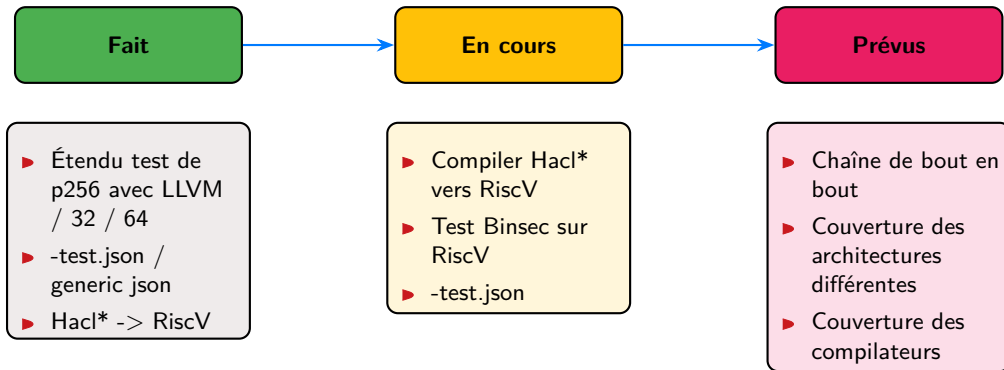 Fait
En cours
Prévus
Étendu test de
p256 avec LLVM
/ 32 / 64
-test.json /
generic json
Hacl* -> RiscV
Compiler Hacl*
vers RiscV
Test Binsec sur
RiscV
-test.json
Chaîne de bout en
bout
Couverture des
architectures
différentes
Couverture des
compilateurs